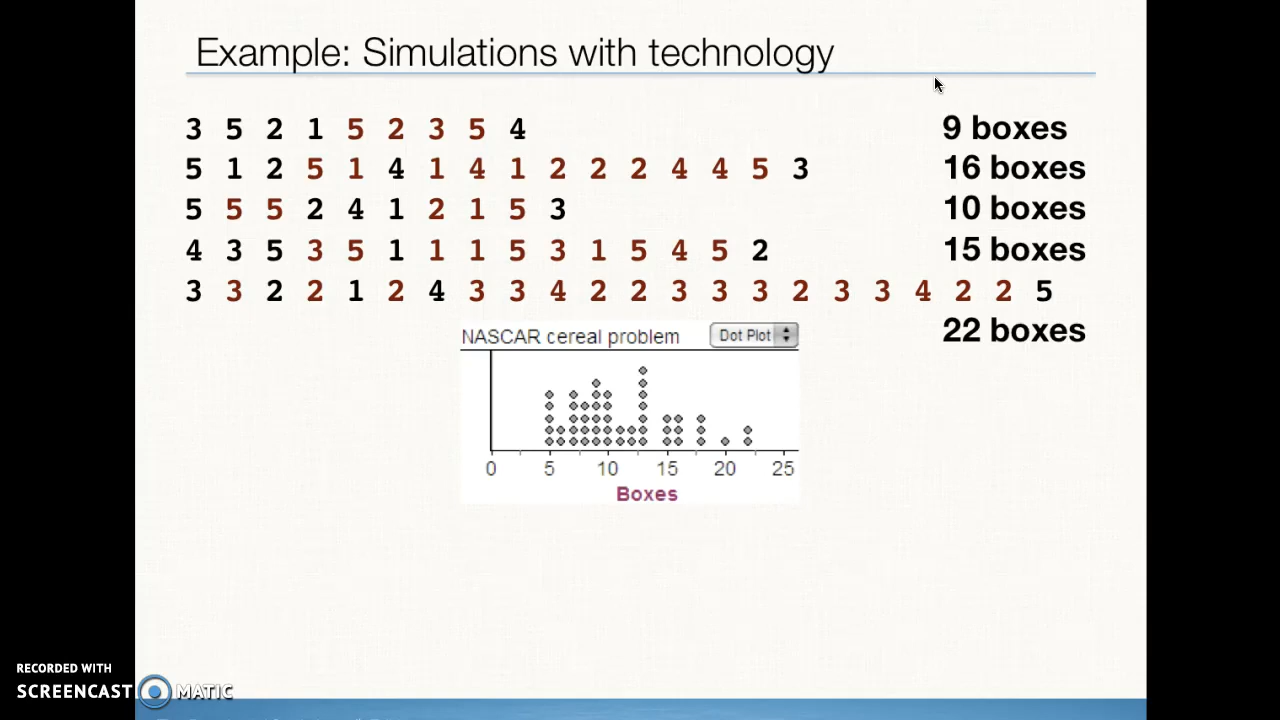 Example: Simulations with technology
3 5 2 1 5 2 3 5 4 9 boxes
5 1 2 5 1 4 1 4 1 2 2 2 4 4 5 3 16 boxes
5 5 5 2 4 1 2 1 5 3 10 boxes
4 3 5 3 5 1 1 1 5 3 1 5 4 5 2 15 boxes
3 3 2 2 1 2 4 3 3 4 2 2 3 3 3 2 3 3 4 2 2 5
22 boxes
NASCAR cereal problem Dot Plot
0 5 10 15 20 25
Boxes
RECORDED WITH
SCREENCAST MATIC